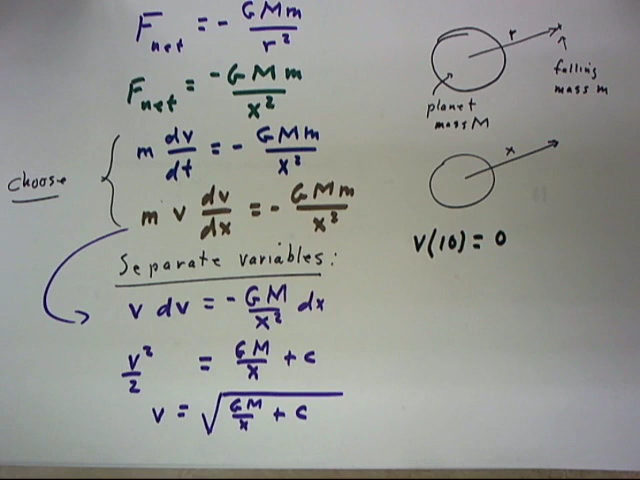 F_net = - GMm / r²
F_net = -GMm / x²
choose
m dv/dt = - GMm / x²
m v dv/dx = - GMm / x²
Separate variables:
v dv = - GM/x² dx
v²/2 = GM/x + c
v = √(GM/x + c)
r
falling
mass m
planet
mass M
x
v(10) = 0